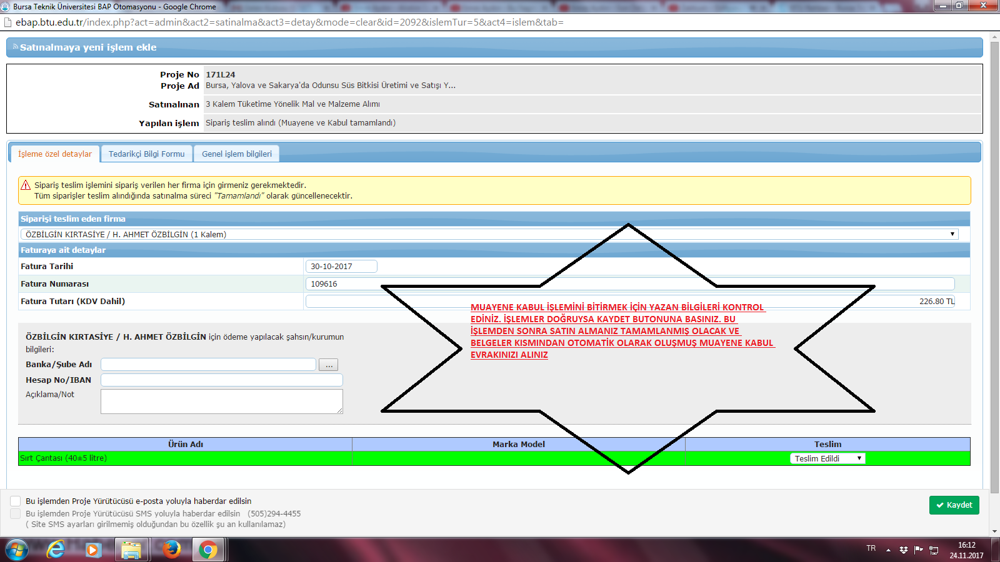 Bursa Teknik Üniversitesi BAP Otomasyonu - Google Chrome
ebap.btu.edu.tr/index.php?act=admin&act2=satinalma&act3=detay&mode=clear&id=2092&islemTur=5&act4=islem&tab=
Satınalmaya yeni işlem ekle
Proje No 171L24
Proje Ad Bursa, Yalova ve Sakarya'da Odunsu Süs Bitkisi Üretimi ve Satışı Y...
Satınalınan 3 Kalem Tüketime Yönelik Mal ve Malzeme Alımı
Yapılan işlem Sipariş teslim alındı (Muayene ve Kabul tamamlandı)
İşleme özel detaylar Tedarikçi Bilgi Formu Genel işlem bilgileri
Sipariş teslim işlemini sipariş verilen her firma için girmeniz gerekmektedir.
Tüm siparişler teslim alındığında satınalma süreci "Tamamlandı" olarak güncellenecektir.
Siparişi teslim eden firma
ÖZBİLGİN KIRTASİYE / H. AHMET ÖZBİLGİN (1 Kalem)
Faturaya ait detaylar
Fatura Tarihi 30-10-2017
Fatura Numarası 109616
Fatura Tutarı (KDV Dahil) 226.80 TL
MUAYENE KABUL İŞLEMİNİ BİTİRMEK İÇİN YAZAN BİLGİLERİ KONTROL
EDİNİZ. İŞLEMLER DOĞRUYSA KAYDET BUTONUNA BASINIZ. BU
İŞLEMDEN SONRA SATIN ALMANIZ TAMAMLANMIŞ OLACAK VE
BELGELER KISMINDAN OTOMATİK OLARAK OLUŞMUŞ MUAYENE KABUL
EVRAKINIZI ALINIZ
ÖZBİLGİN KIRTASİYE / H. AHMET ÖZBİLGİN için ödeme yapılacak şahsın/kurumun
bilgileri:
Banka/Şube Adı ...
Hesap No/IBAN
Açıklama/Not
Ürün Adı Marka Model Teslim
Sırt Çantası (40±5 litre) Teslim Edildi
Bu işlemden Proje Yürütücüsü e-posta yoluyla haberdar edilsin
Bu işlemden Proje Yürütücüsü SMS yoluyla haberdar edilsin (505)294-4455
( Site SMS ayarları girilmemiş olduğundan bu özellik şu an kullanılamaz)
Kaydet
TR 16:12
24.11.2017